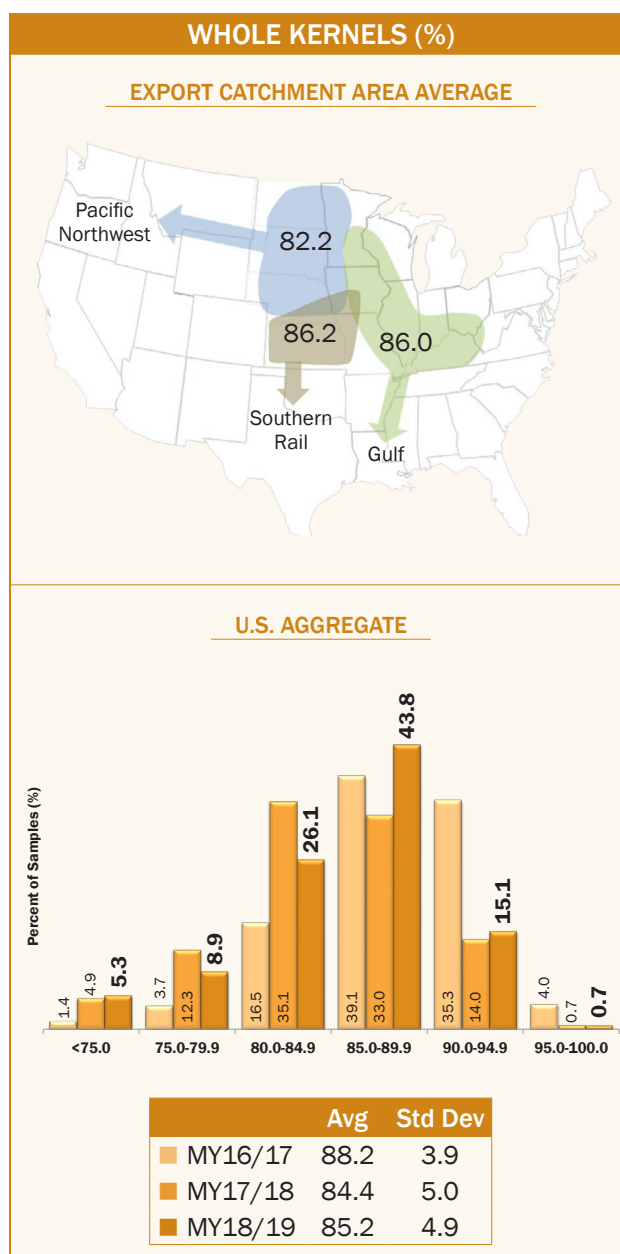 WHOLE KERNELS (%)
EXPORT CATCHMENT AREA AVERAGE
Pacific
Northwest
82.2
86.2
86.0
Southern
Rail
Gulf
U.S. AGGREGATE
Percent of Samples (%)
1.4 4.9 5.3
3.7 12.3 8.9
16.5 35.1 26.1
39.1 33.0 43.8
35.3 14.0 15.1
4.0 0.7 0.7
<75.0 75.0-79.9 80.0-84.9 85.0-89.9 90.0-94.9 95.0-100.0
Avg Std Dev
MY16/17 88.2 3.9
MY17/18 84.4 5.0
MY18/19 85.2 4.9